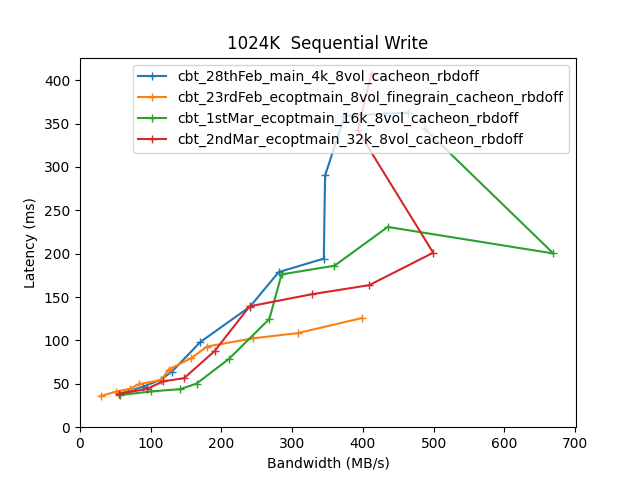 1024K  Sequential Write
cbt_28thFeb_main_4k_8vol_cacheon_rbdoff
cbt_23rdFeb_ecoptmain_8vol_finegrain_cacheon_rbdoff
cbt_1stMar_ecoptmain_16k_8vol_cacheon_rbdoff
cbt_2ndMar_ecoptmain_32k_8vol_cacheon_rbdoff
400
350
300
250
200
150
100
50
0
Latency (ms)
0 100 200 300 400 500 600 700
Bandwidth (MB/s)